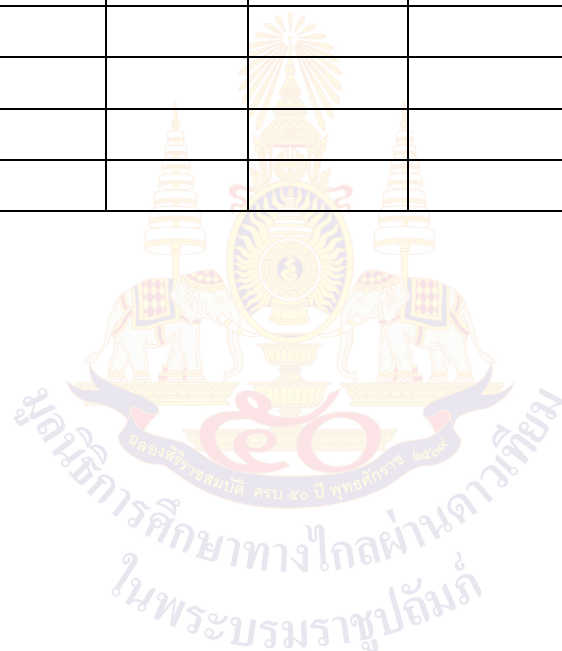 ๕๐
ฉลองสิริราชสมบัติ ครบ ๕๐ ปี พุทธศักราช ๒๕๓๙
มูลนิธิการศึกษาทางไกลผ่านดาวเทียม
ในพระบรมราชูปถัมภ์